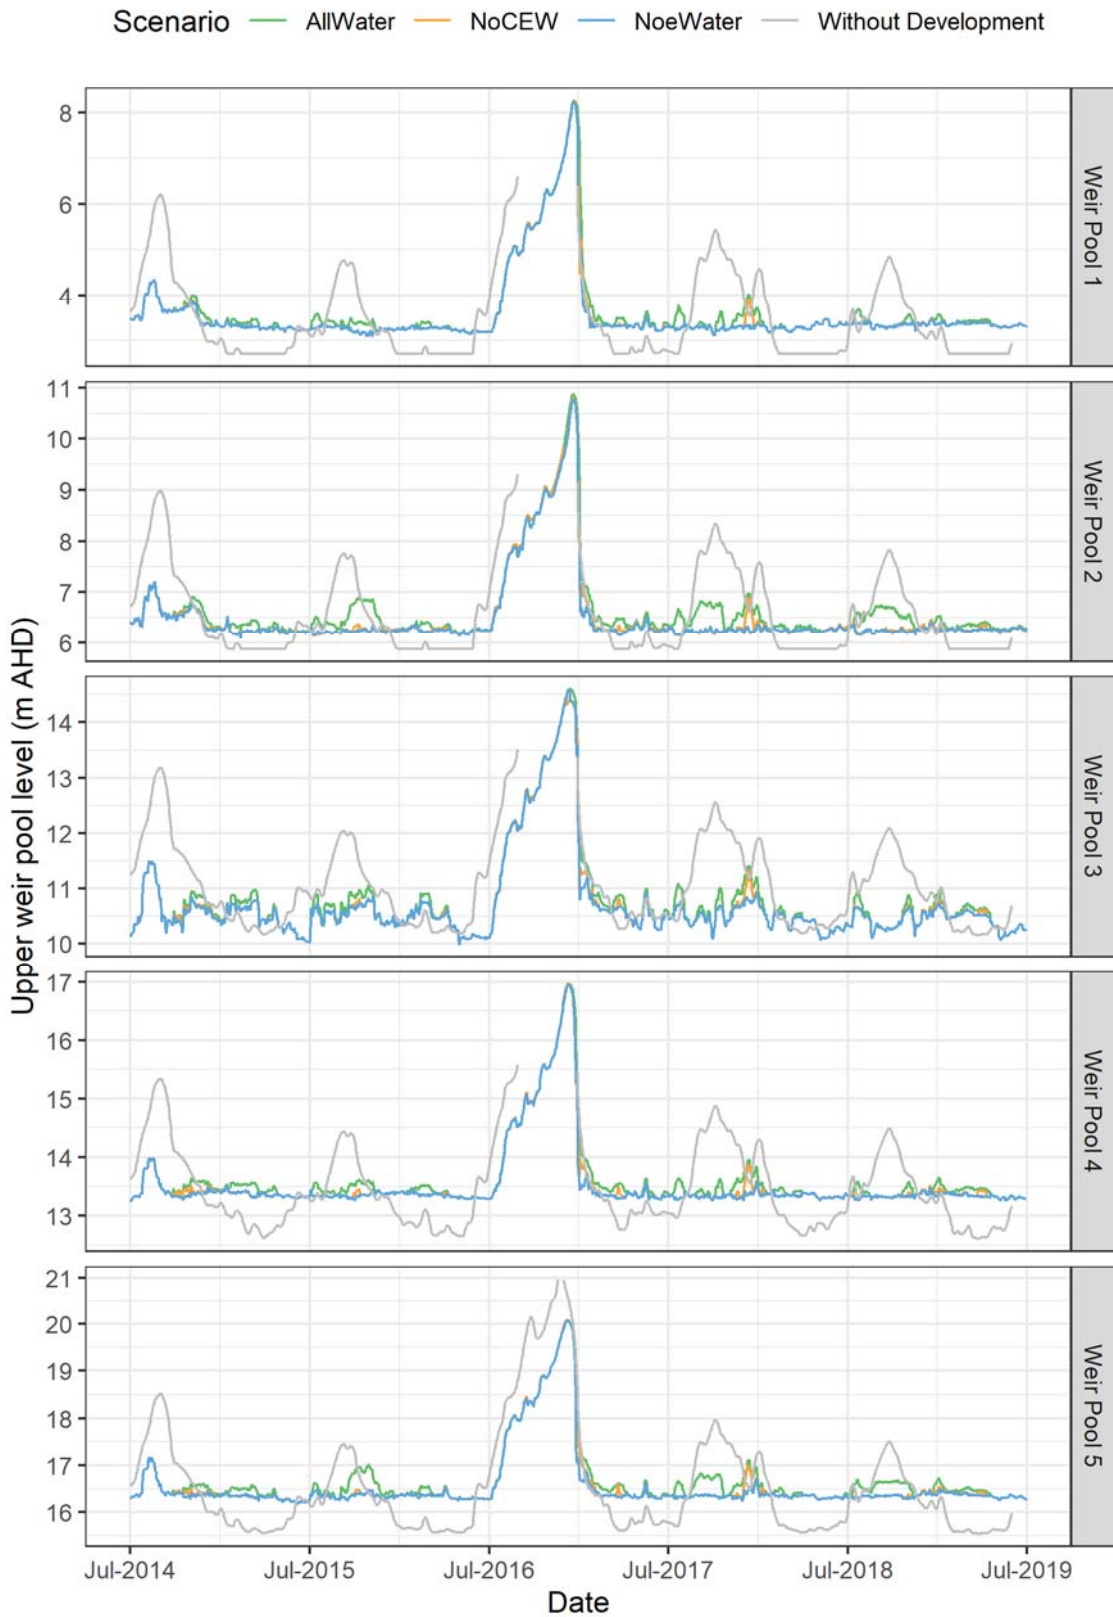 Scenario AllWater NoCEW NoeWater Without Development
8
6
4
Weir Pool 1
11
10
9
8
7
6
Weir Pool 2
14
13
12
11
10
Weir Pool 3
17
16
15
14
13
Weir Pool 4
21
20
19
18
17
16
Weir Pool 5
Upper weir pool level (m AHD)
Jul-2014 Jul-2015 Jul-2016 Jul-2017 Jul-2018 Jul-2019
Date